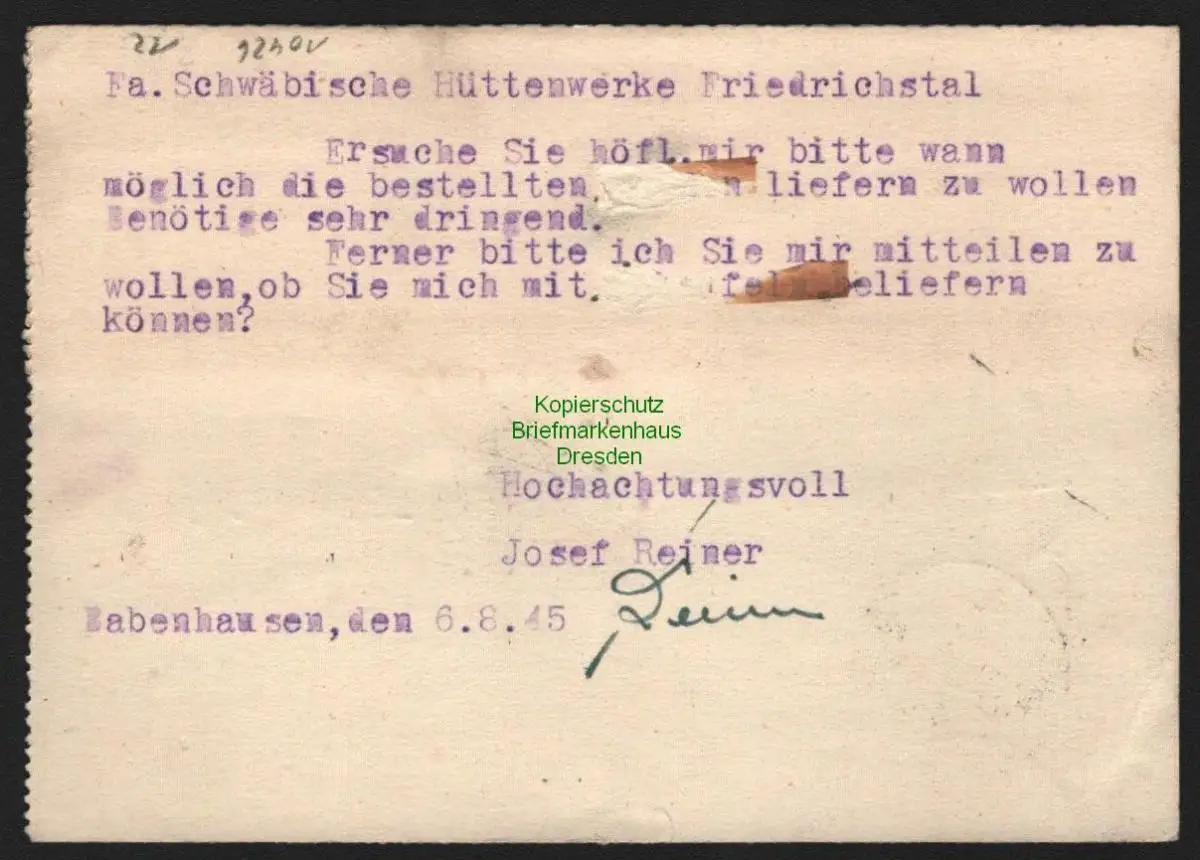 Fa. Schwäbische Hüttenwerke Friedrichstal
Ersuche Sie höfl.mir bitte wann
möglich die bestellten n liefern zu wollen
Benötige sehr dringend.
Ferner bitte ich Sie mir mitteilen zu
wollen,ob Sie mich mit beliefern
können?
Kopierschutz
Briefmarkenhaus
Dresden
Hochachtungsvoll
Josef Reiner
Babenhausen,den 6.8.45